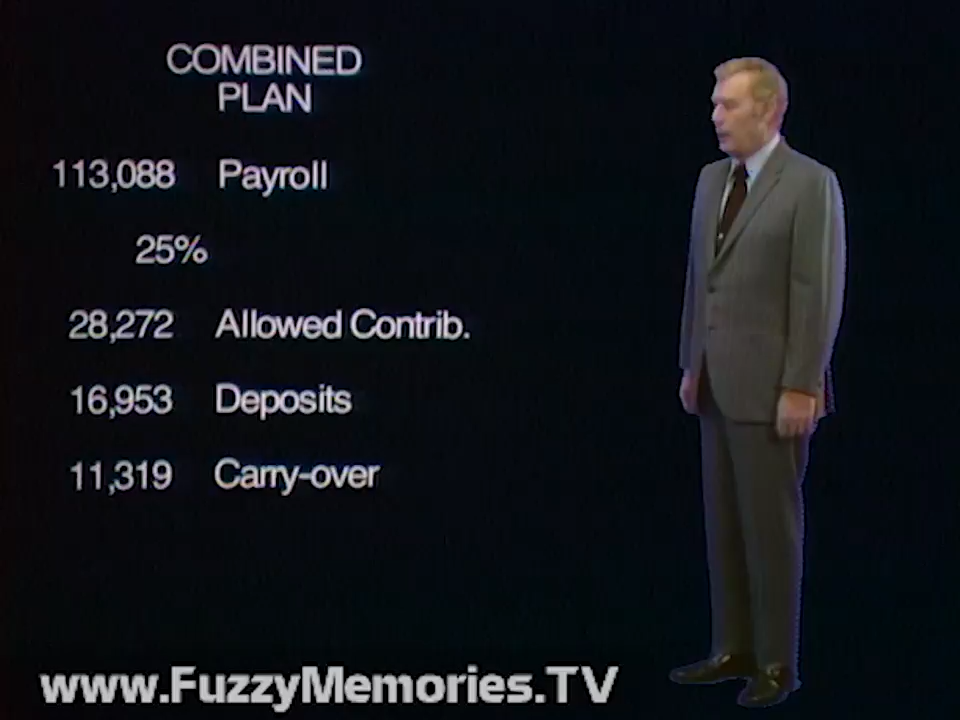 COMBINED
PLAN
113,088 Payroll
25%
28,272 Allowed Contrib.
16,953 Deposits
11,319 Carry-over
www.FuzzyMemories.TV